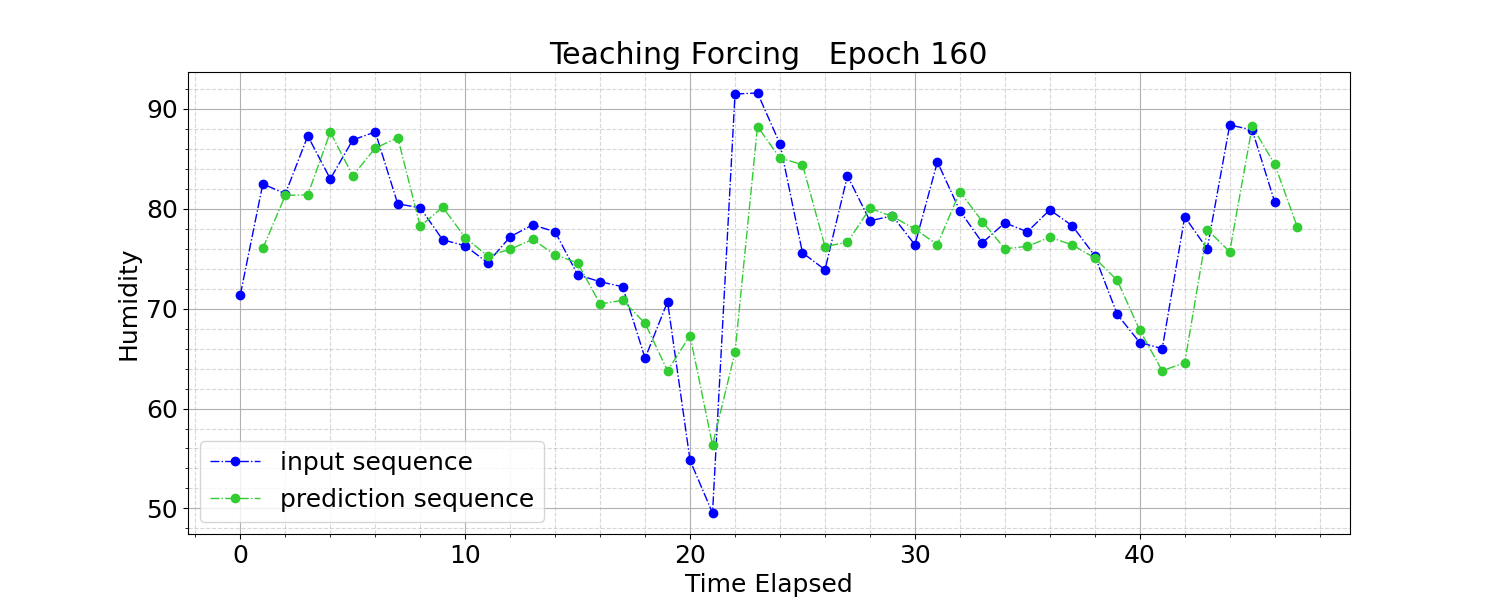 Teaching Forcing   Epoch 160
Humidity
90
80
70
60
50
input sequence
prediction sequence
0 10 20 30 40
Time Elapsed